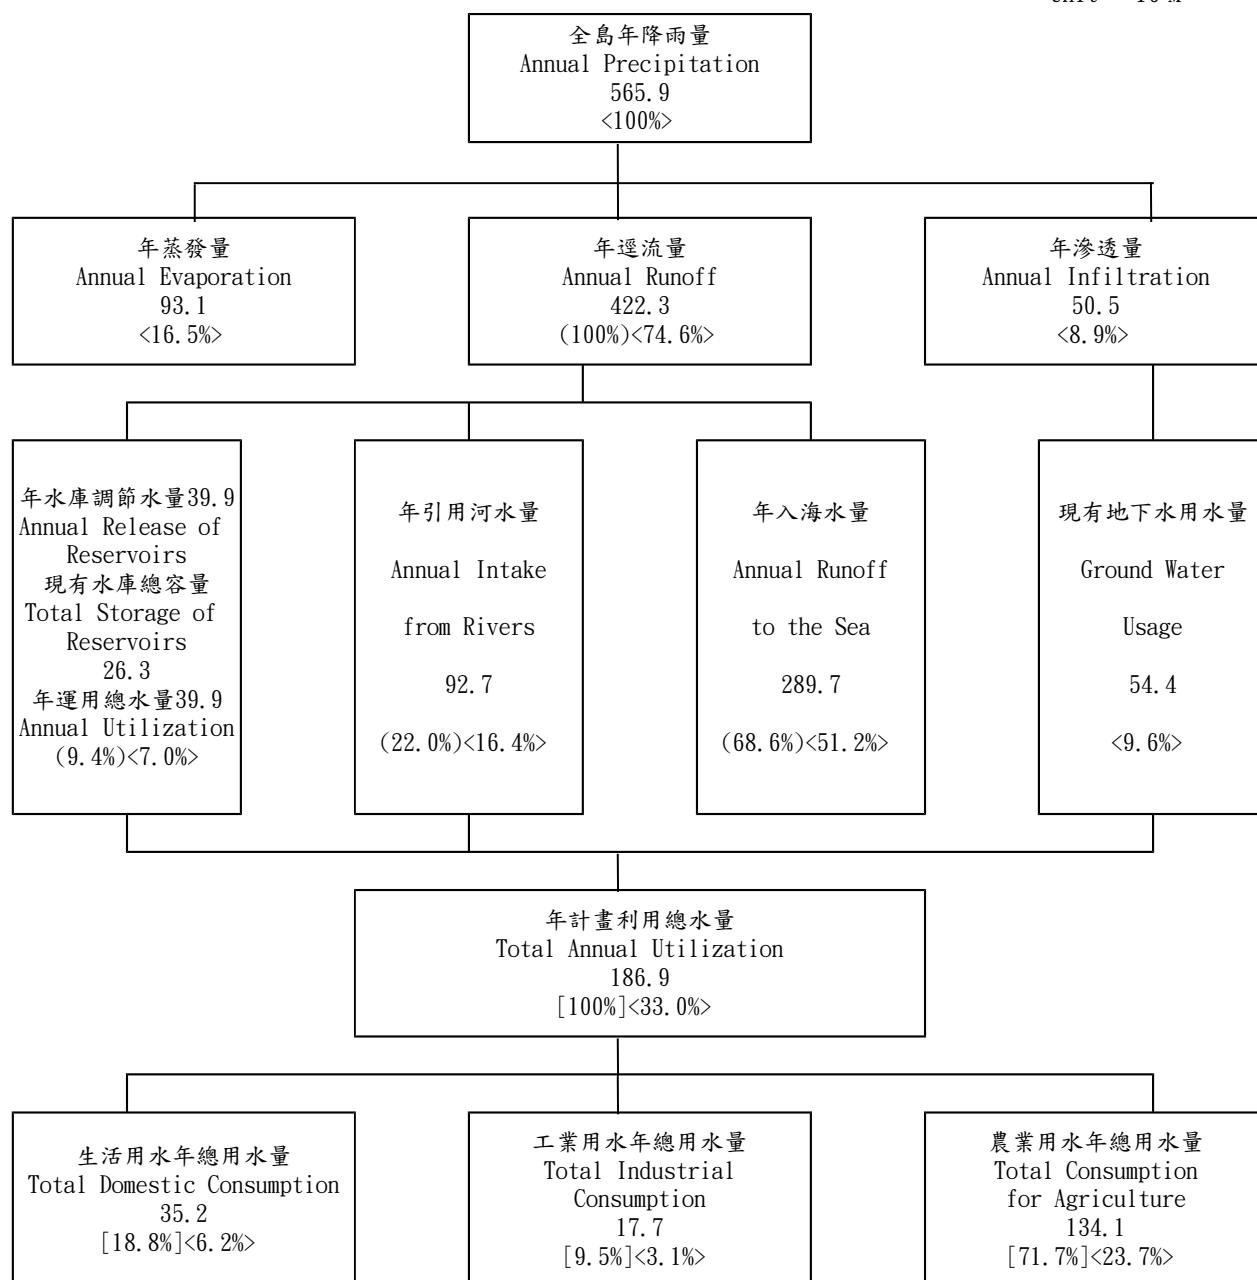 全島年降雨量
Annual Precipitation
565.9
<100%>
年蒸發量
Annual Evaporation
93.1
<16.5%>
年逕流量
Annual Runoff
422.3
(100%)<74.6%>
年滲透量
Annual Infiltration
50.5
<8.9%>
年水庫調節水量39.9
Annual Release of
Reservoirs
現有水庫總容量
Total Storage of
Reservoirs
26.3
年運用總水量39.9
Annual Utilization
(9.4%)<7.0%>
年引用河水量
Annual Intake
from Rivers
92.7
(22.0%)<16.4%>
年入海水量
Annual Runoff
to the Sea
289.7
(68.6%)<51.2%>
現有地下水用水量
Ground Water
Usage
54.4
<9.6%>
年計畫利用總水量
Total Annual Utilization
186.9
[100%]<33.0%>
生活用水年總用水量
Total Domestic Consumption
35.2
[18.8%]<6.2%>
工業用水年總用水量
Total Industrial
Consumption
17.7
[9.5%]<3.1%>
農業用水年總用水量
Total Consumption
for Agriculture
134.1
[71.7%]<23.7%>